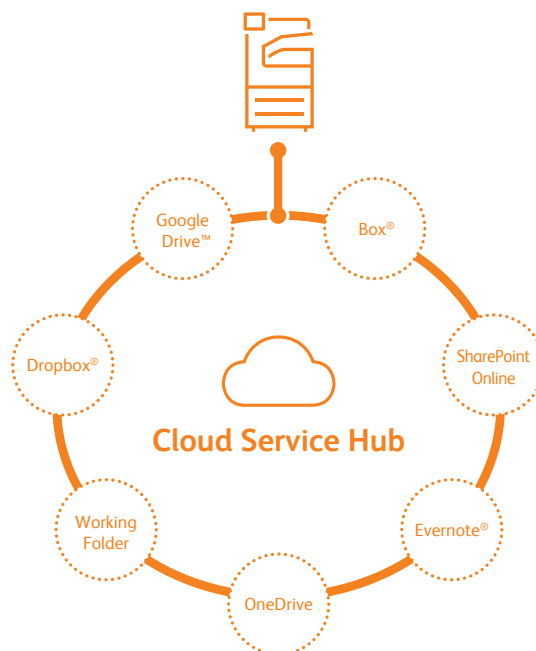 Google
Drive™
Box®
Dropbox®
SharePoint
Online
Cloud Service Hub
Working
Folder
Evernote®
OneDrive